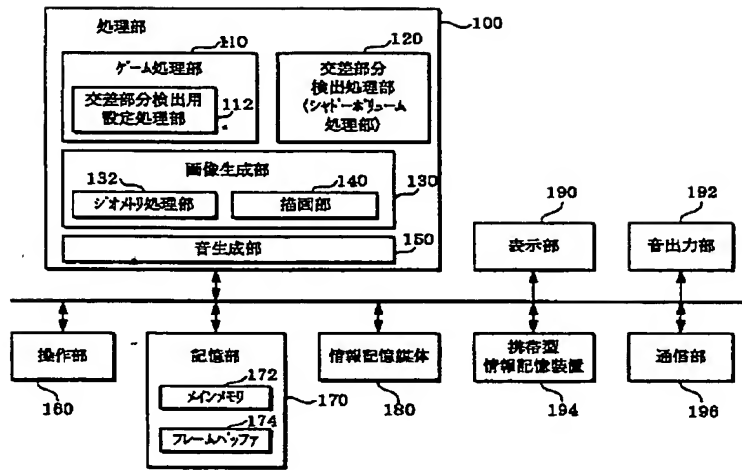 処理部
100
110
ゲーム処理部
交差部分検出用
設定処理部
112
120
交差部分
検出処理部
(シャドーボリューム
処理部)
画像生成部
132
ジオメトリ処理部
140
描画部
130
音生成部
150
190
表示部
192
音出力部
操作部
160
記憶部
172
メインメモリ
174
フレームバッファ
170
情報記憶媒体
180
携帯型
情報記憶装置
194
通信部
196